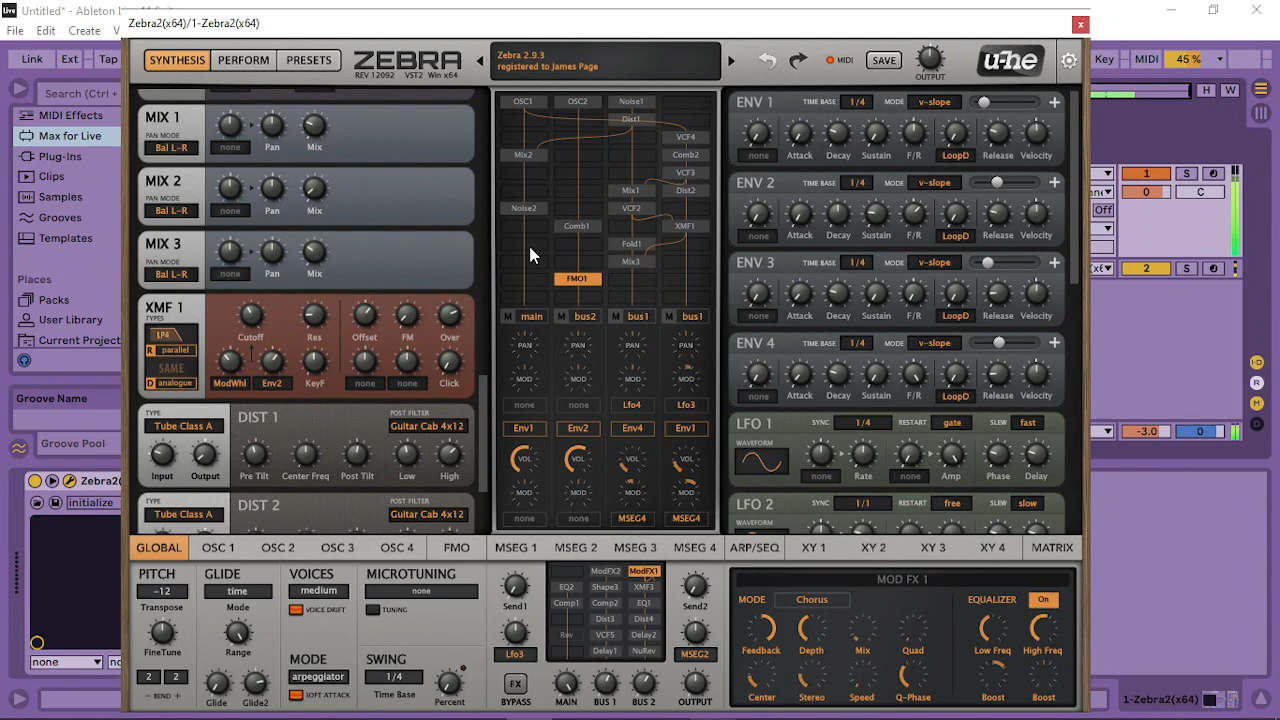 Untitled* - Ableton Live 11 Suite
Zebra2(x64)/1-Zebra2(x64)
File Edit Create
Link Ext Tap
Key MIDI 45 %
Search (Ctrl +
MIDI Effects
Max for Live
Plug-Ins
Clips
Samples
Grooves
Templates
Places
Packs
User Library
Current Project
Groove Name
Groove Pool
Zebra2(
initialize
none
SYNTHESIS PERFORM PRESETS
ZEBRA
REV 12092 VST2 Win x64
Zebra 2.9.3
registered to James Page
MIDI SAVE OUTPUT
u-he
MIX 1
PAN MODE
Bal L-R
none Pan Mix
MIX 2
PAN MODE
Bal L-R
none Pan Mix
MIX 3
PAN MODE
Bal L-R
none Pan Mix
XMF 1
TYPES
LP4
R parallel
SAME
D analogue
Cutoff Res Offset FM Over
ModWhl Env2 KeyF none none Click
TYPE
Tube Class A
DIST 1
POST FILTER
Guitar Cab 4x12
Input Output Pre Tilt Center Freq Post Tilt Low High
TYPE
Tube Class A
DIST 2
POST FILTER
Guitar Cab 4x12
OSC1 OSC2 Noise1
Dist1
VCF4
Mix2 Comb2
VCF3
Mix1 Dist2
Noise2 VCF2
Comb1 XMF1
Fold1
Mix3
FMO1
M main M bus2 M bus1 M bus1
PAN PAN PAN PAN
MOD MOD MOD MOD
none none Lfo4 Lfo3
Env1 Env2 Env4 Env1
VOL VOL VOL VOL
MOD MOD MOD MOD
none none MSEG4 MSEG4
ENV 1 TIME BASE 1/4 MODE v-slope
none Attack Decay Sustain F/R LoopD Release Velocity
ENV 2 TIME BASE 1/4 MODE v-slope
none Attack Decay Sustain F/R LoopD Release Velocity
ENV 3 TIME BASE 1/4 MODE v-slope
none Attack Decay Sustain F/R LoopD Release Velocity
ENV 4 TIME BASE 1/4 MODE v-slope
none Attack Decay Sustain F/R LoopD Release Velocity
LFO 1 SYNC 1/4 RESTART gate SLEW fast
WAVEFORM
none Rate none Amp Phase Delay
LFO 2 SYNC 1/1 RESTART free SLEW slow
WAVEFORM
GLOBAL OSC 1 OSC 2 OSC 3 OSC 4 FMO MSEG 1 MSEG 2 MSEG 3 MSEG 4 ARP/SEQ XY 1 XY 2 XY 3 XY 4 MATRIX
PITCH
-12
Transpose
FineTune
2 2
- BEND +
GLIDE
time
Mode
Range
Glide Glide2
VOICES
medium
VOICE DRIFT
MODE
arpeggiator
SOFT ATTACK
MICROTUNING
none
TUNING
SWING
1/4
Time Base
Percent
Send1
Lfo3
FX
BYPASS
ModFX2 ModFX1
EQ2 Shape3 XMF3
Comp1 Comp2 EQ1
Dist3 Dist4
Rev VCF5 Delay2
Delay1 NuRev
MAIN BUS 1 BUS 2 OUTPUT
Send2
MSEG2
MOD FX 1
MODE Chorus EQUALIZER On
Feedback Depth Mix Quad Low Freq High Freq
Center Stereo Speed Q-Phase Boost Boost
H W
1 S
0 C
Off
2 S
I·O
R
M
D
-3.0 0
1-Zebra2(x64)